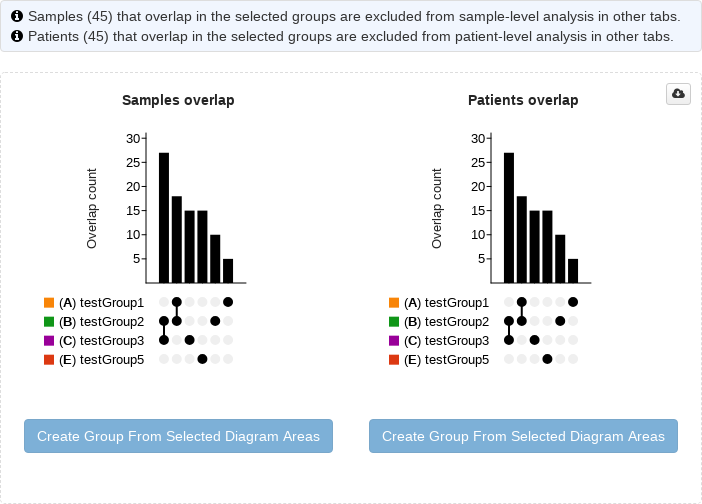 Samples (45) that overlap in the selected groups are excluded from sample-level analysis in other tabs.
Patients (45) that overlap in the selected groups are excluded from patient-level analysis in other tabs.
Samples overlap
30
25
20
15
10
5
Overlap count
(A) testGroup1
(B) testGroup2
(C) testGroup3
(E) testGroup5
Create Group From Selected Diagram Areas
Patients overlap
30
25
20
15
10
5
Overlap count
(A) testGroup1
(B) testGroup2
(C) testGroup3
(E) testGroup5
Create Group From Selected Diagram Areas